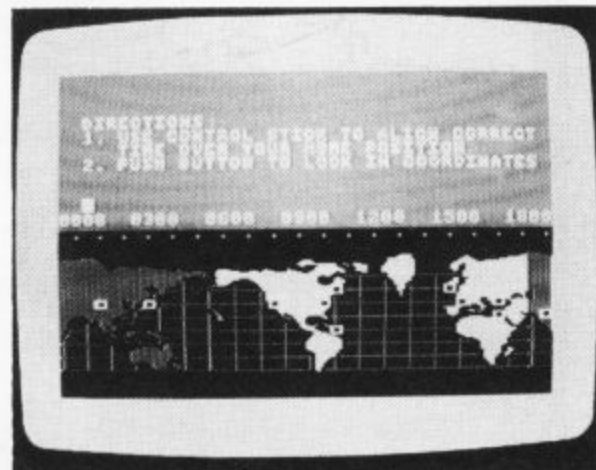 DIRECTIONS:
1. USE CONTROL STICK TO ALIGN CORRECT
TIME OVER YOUR HOME POSITION.
2. PUSH BUTTON TO LOCK IN COORDINATES
0000 0300 0600 0900 1200 1500 1800